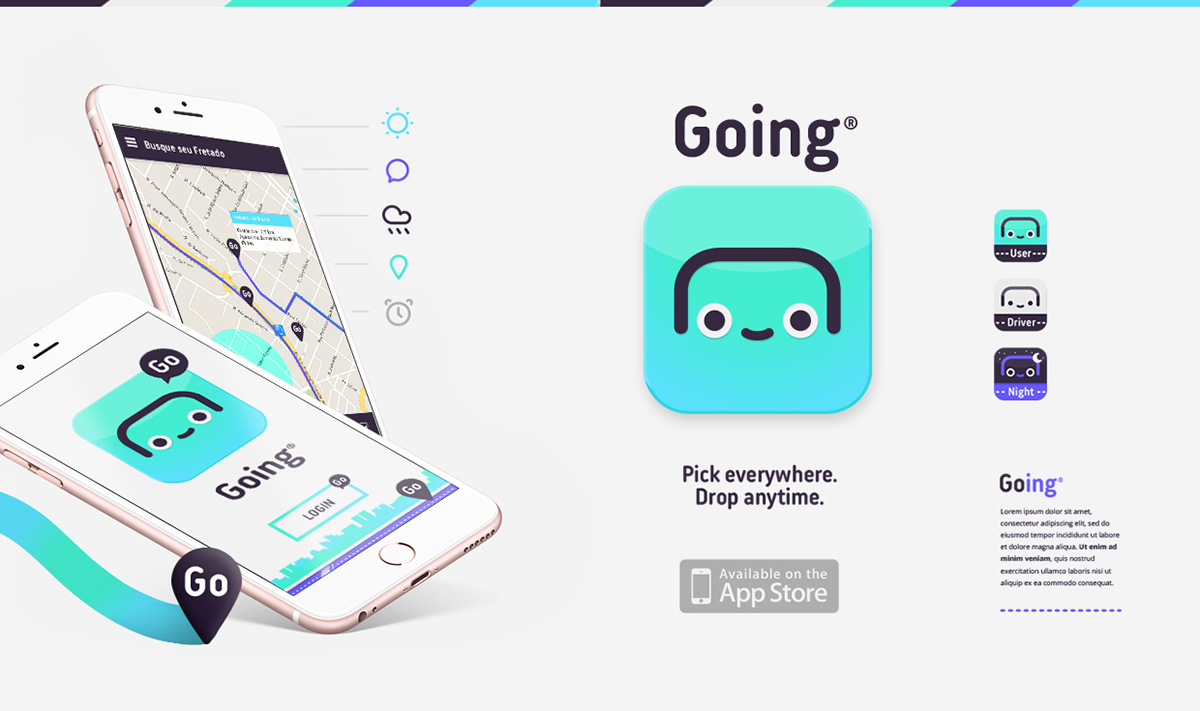 Busque seu Fretado
Go
Go
Go
Go
Going®
LOGIN
Go
Go
Go
Going®
Pick everywhere.
Drop anytime.
Available on the
App Store
User
Driver
Night
Going®
Lorem ipsum dolor sit amet,
consectetur adipiscing elit, sed do
eiusmod tempor incididunt ut labore
et dolore magna aliqua. Ut enim ad
minim veniam, quis nostrud
exercitation ullamco laboris nisi ut
aliquip ex ea commodo consequat.